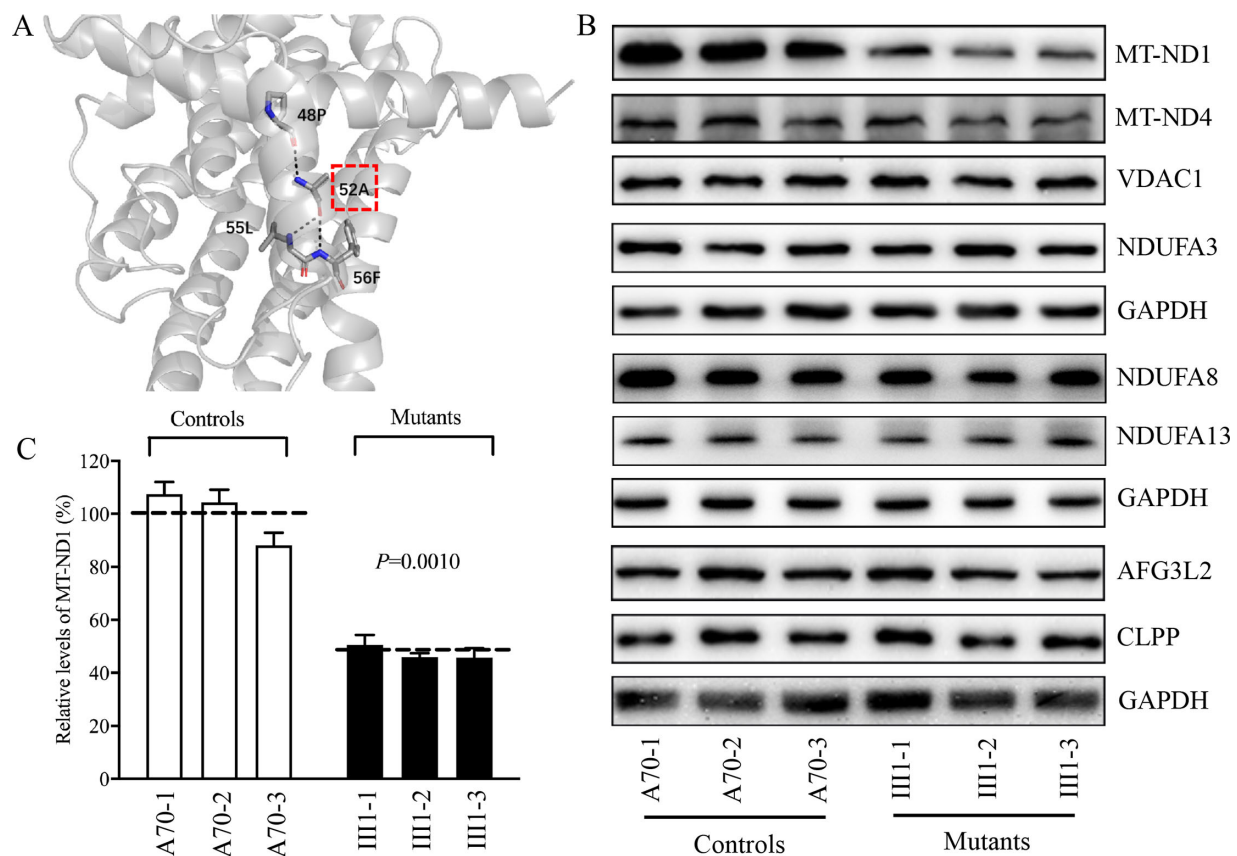 A
48P
52A
55L
56F
B
MT-ND1
MT-ND4
VDAC1
NDUFA3
GAPDH
NDUFA8
NDUFA13
GAPDH
AFG3L2
CLPP
GAPDH
A70-1
A70-2
A70-3
III1-1
III1-2
III1-3
Controls
Mutants
C
Controls
Mutants
Relative levels of MT-ND1 (%)
120
100
80
60
40
20
0
P=0.0010
A70-1
A70-2
A70-3
III1-1
III1-2
III1-3